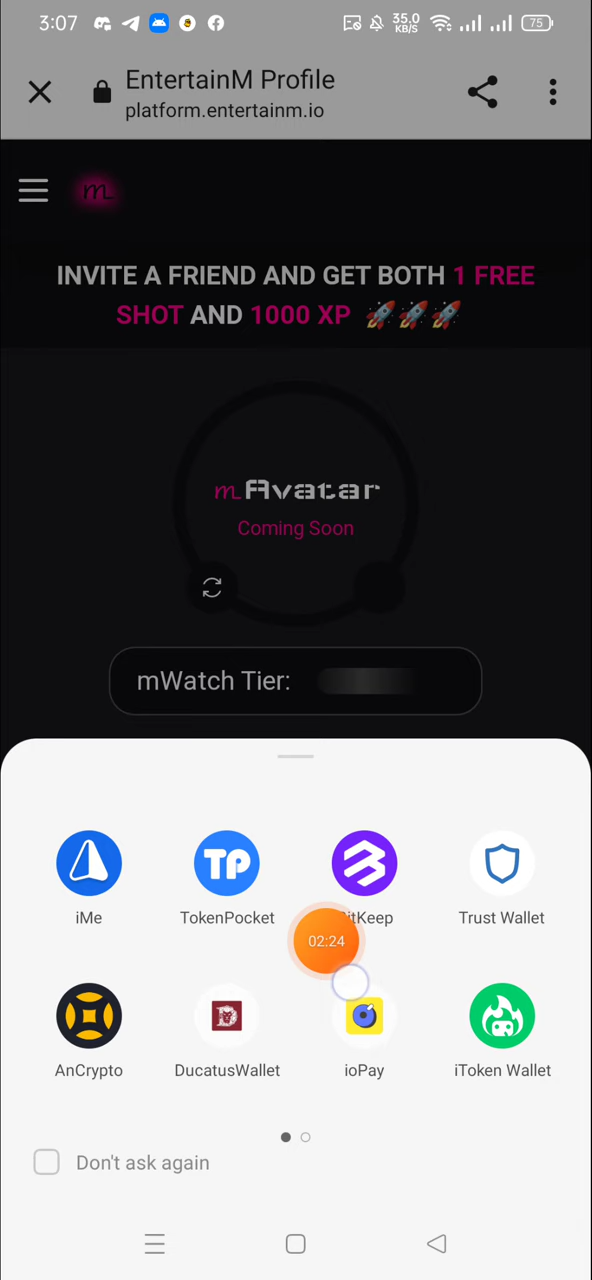 3:07
35.0
KB/S
75
EntertainM Profile
platform.entertainm.io
m
INVITE A FRIEND AND GET BOTH 1 FREE
SHOT AND 1000 XP 🚀🚀🚀
mAvatar
Coming Soon
mWatch Tier:
TP
iMe
TokenPocket
BitKeep
Trust Wallet
02:24
D
AnCrypto
DucatusWallet
ioPay
iToken Wallet
Don't ask again